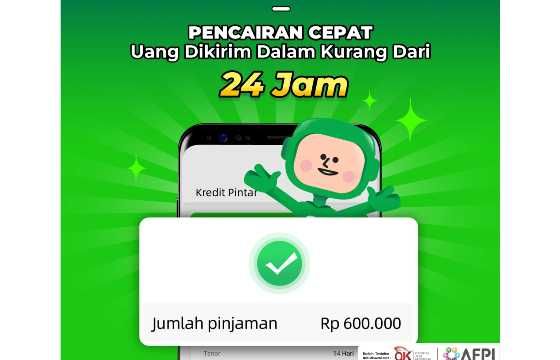 PENCAIRAN CEPAT
Uang Dikirim Dalam Kurang Dari
24 Jam
Kredit Pintar
Jumlah pinjaman Rp 600.000
Tenor 14 Hari
AFPI